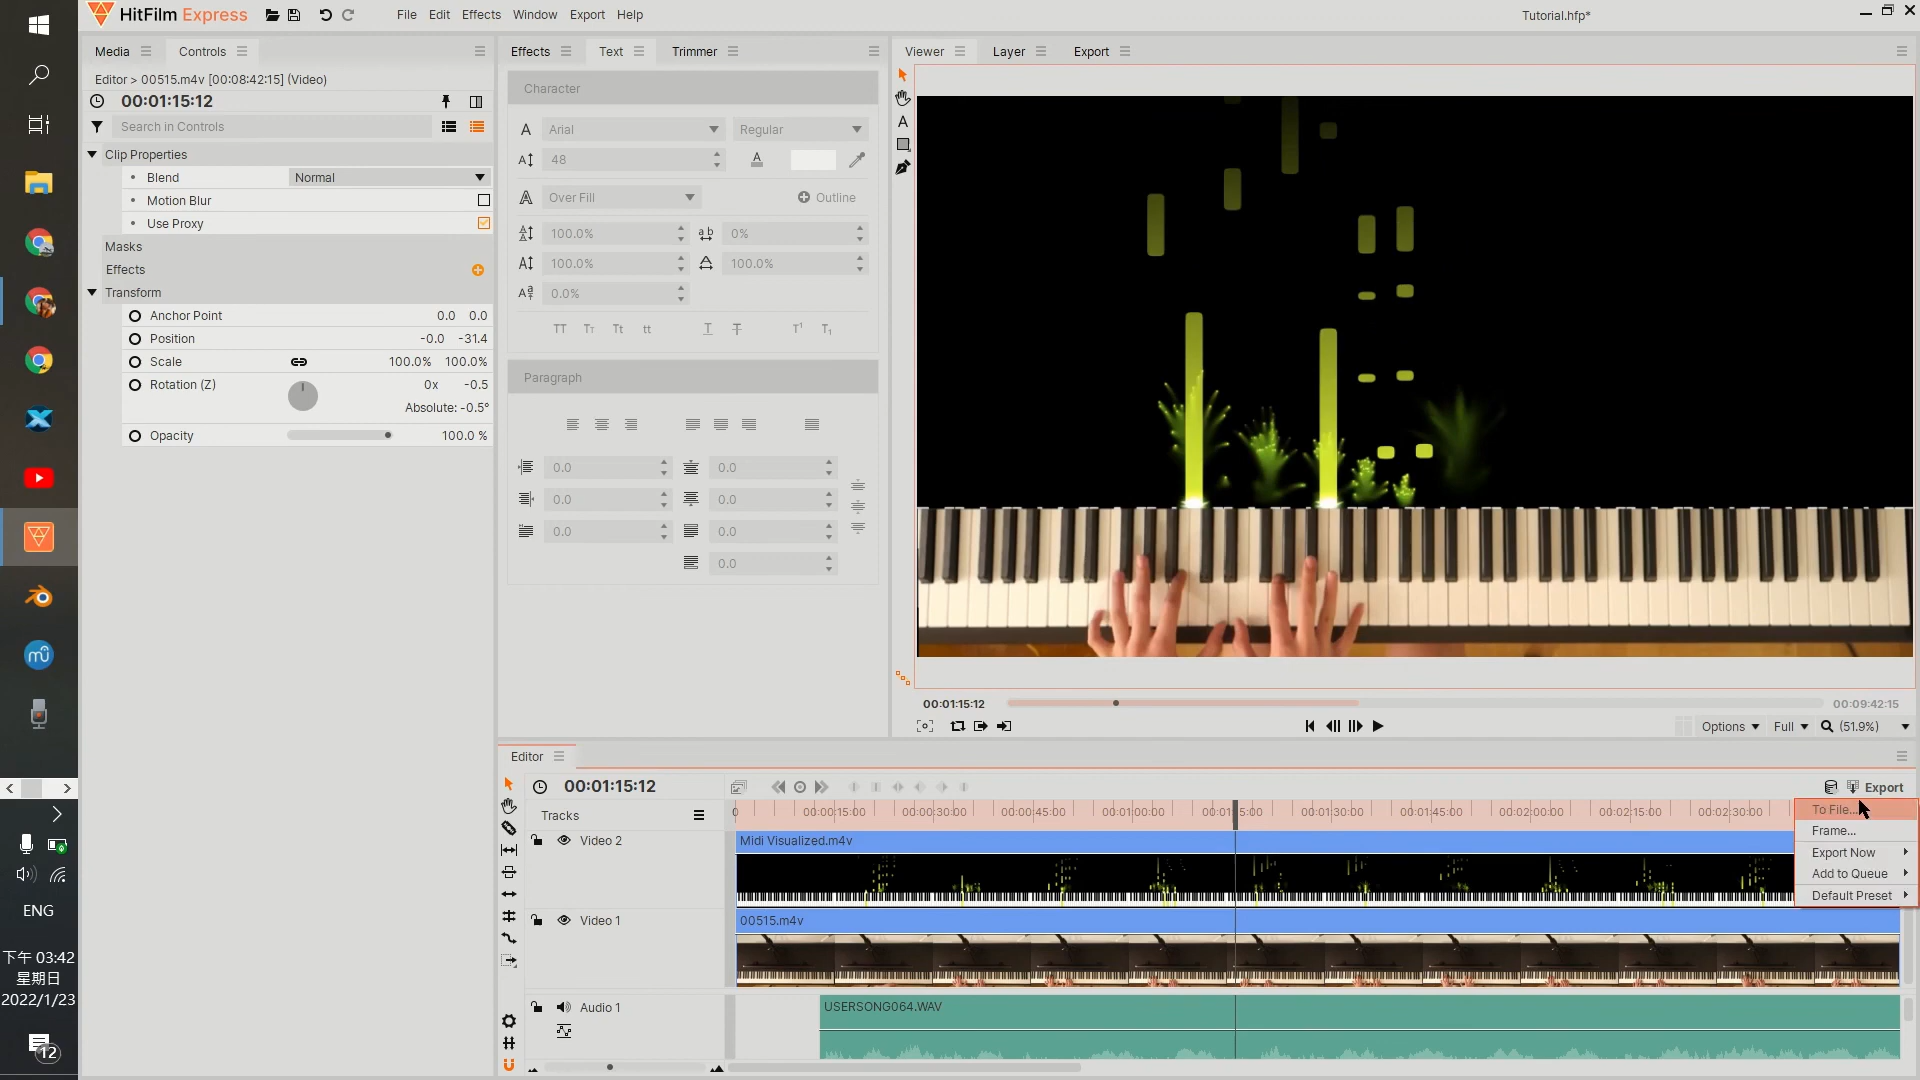 HitFilm Express
File Edit Effects Window Export Help
Tutorial.hfp*
Media
Controls
Editor > 00515.m4v [00:08:42:15] (Video)
00:01:15:12
Search in Controls
Clip Properties
Blend Normal
Motion Blur
Use Proxy
Masks
Effects
Transform
Anchor Point 0.0 0.0
Position -0.0 -31.4
Scale 100.0% 100.0%
Rotation (Z) 0x -0.5
Absolute: -0.5°
Opacity 100.0 %
Effects
Text
Trimmer
Character
Arial Regular
48
Over Fill Outline
100.0% 0%
100.0% 100.0%
0.0%
Paragraph
0.0 0.0
0.0 0.0
0.0 0.0
0.0
Viewer
Layer
Export
00:01:15:12
00:09:42:15
Options Full (51.9%)
Editor
00:01:15:12
Export
Tracks
0 00:00:15:00 00:00:30:00 00:00:45:00 00:01:00:00 00:01:15:00 00:01:30:00 00:01:45:00 00:02:00:00 00:02:15:00 00:02:30:00
To File...
Frame...
Export Now
Add to Queue
Default Preset
Video 2
Midi Visualized.m4v
Video 1
00515.m4v
Audio 1
USERSONG064.WAV
ENG
下午 03:42
星期日
2022/1/23
12